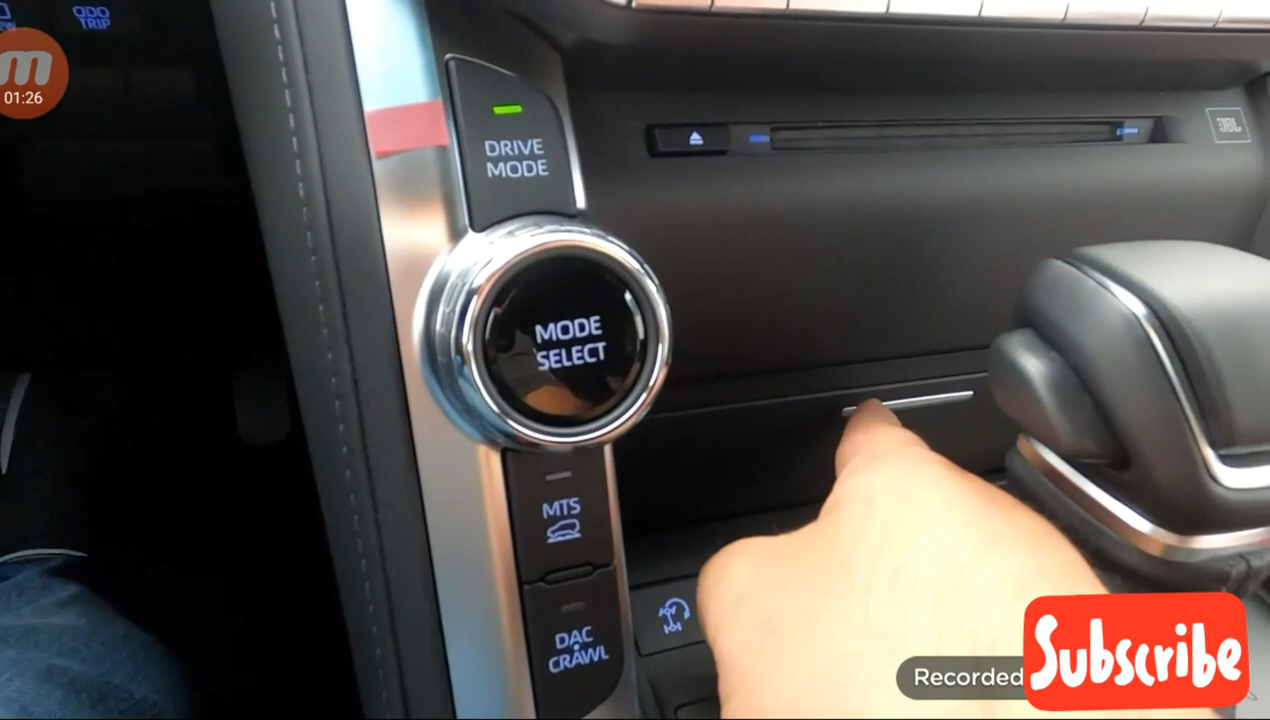 ODO
TRIP
m
01:26
DRIVE
MODE
JBL
MODE
SELECT
MTS
DAC
CRAWL
Recorded
Subscribe